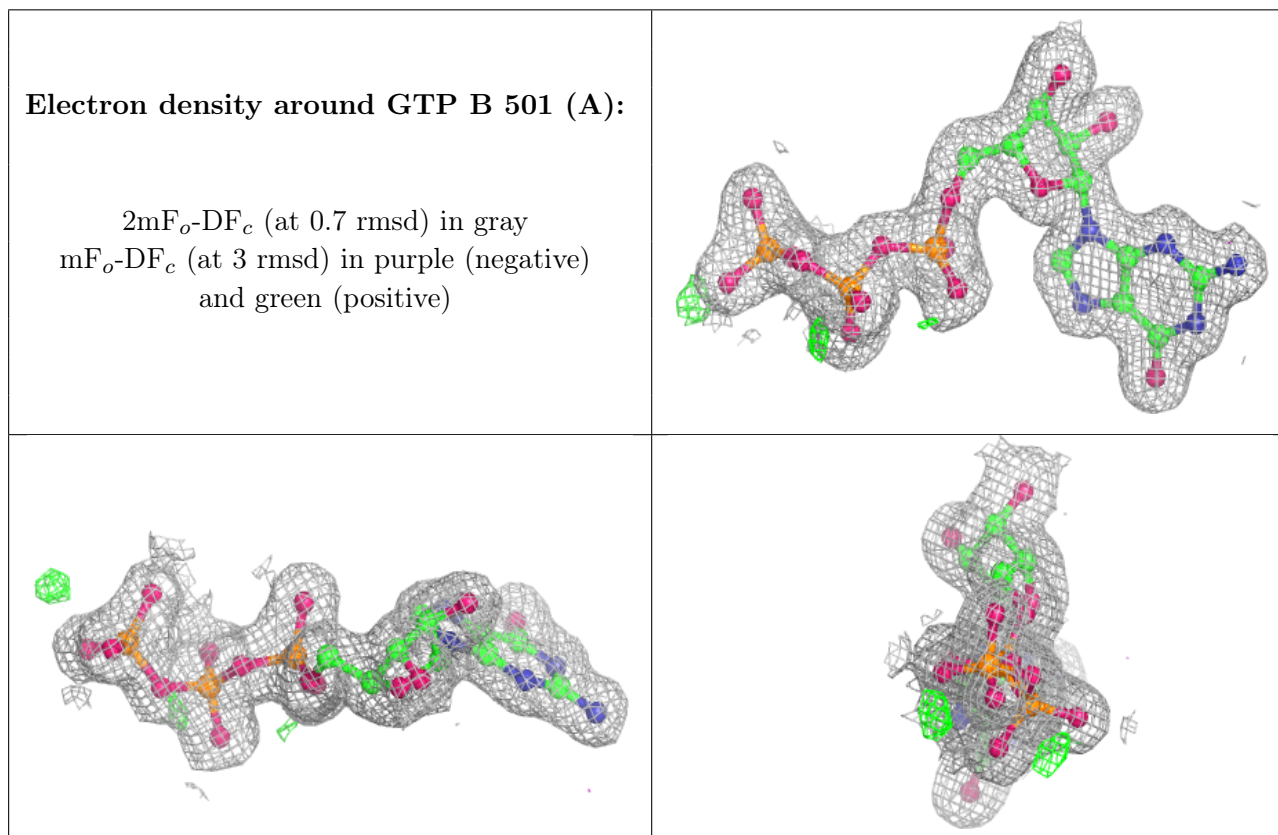 Electron density around GTP B 501 (A):
2mFo-DFc (at 0.7 rmsd) in gray
mFo-DFc (at 3 rmsd) in purple (negative)
and green (positive)